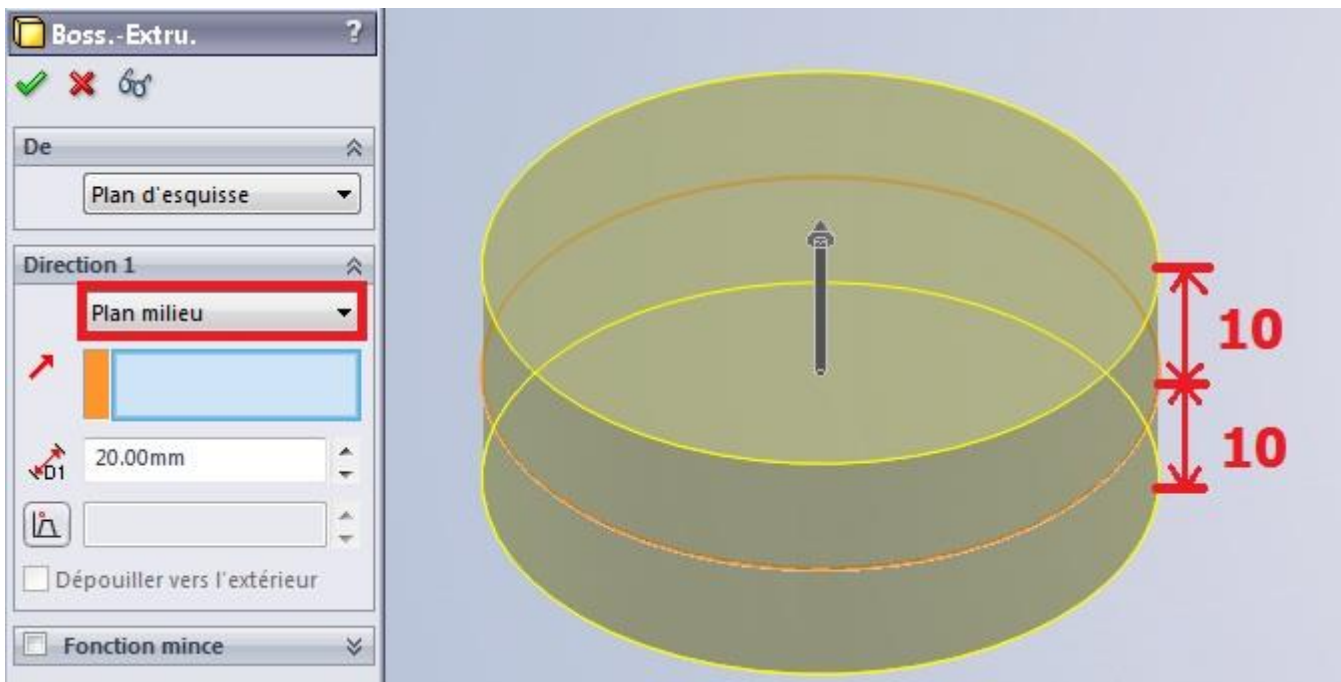 Boss.-Extru. ?
De
Plan d'esquisse
Direction 1
Plan milieu
D1 20.00mm
Dépouiller vers l'extérieur
Fonction mince
10
10